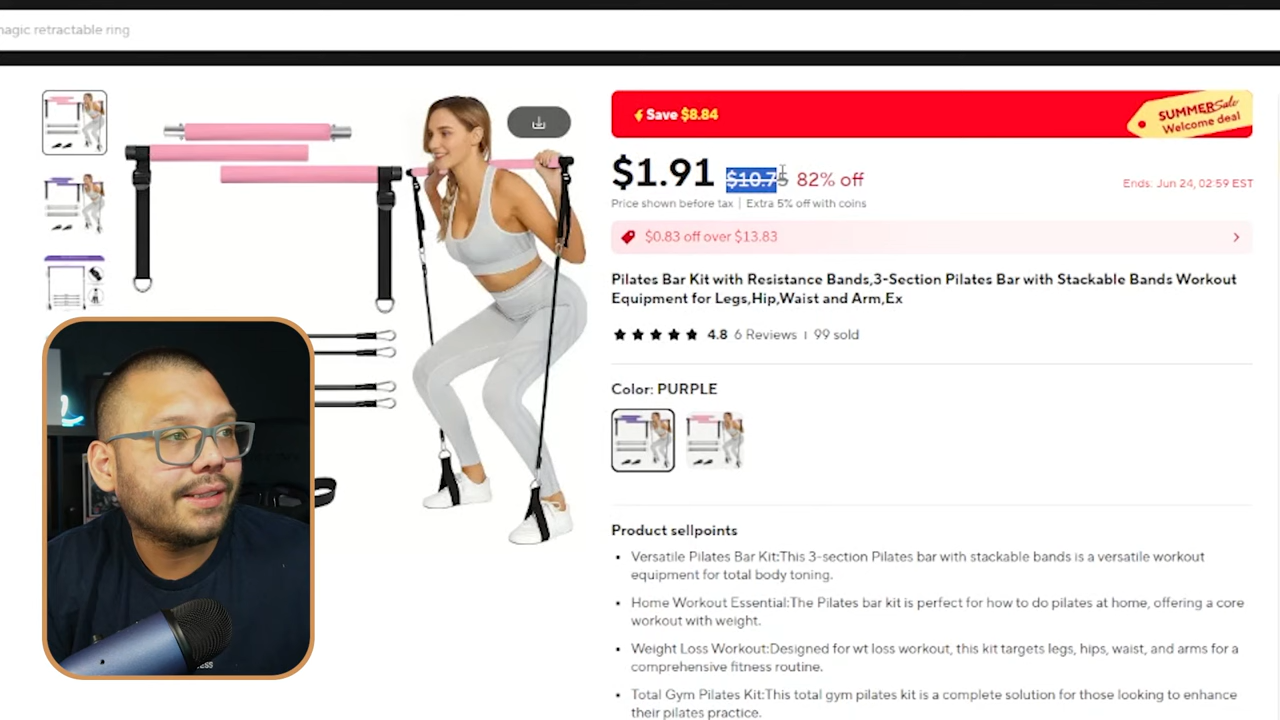 magic retractable ring
Save $8.84
SUMMER Sale
Welcome deal
$1.91 $10.75 82% off
Ends: Jun 24, 02:59 EST
Price shown before tax | Extra 5% off with coins
$0.83 off over $13.83
Pilates Bar Kit with Resistance Bands,3-Section Pilates Bar with Stackable Bands Workout
Equipment for Legs,Hip,Waist and Arm,Ex
4.8 6 Reviews | 99 sold
Color: PURPLE
Product sellpoints
• Versatile Pilates Bar Kit:This 3-section Pilates bar with stackable bands is a versatile workout
equipment for total body toning.
• Home Workout Essential:The Pilates bar kit is perfect for how to do pilates at home, offering a core
workout with weight.
• Weight Loss Workout:Designed for wt loss workout, this kit targets legs, hips, waist, and arms for a
comprehensive fitness routine.
• Total Gym Pilates Kit:This total gym pilates kit is a complete solution for those looking to enhance
their pilates practice.